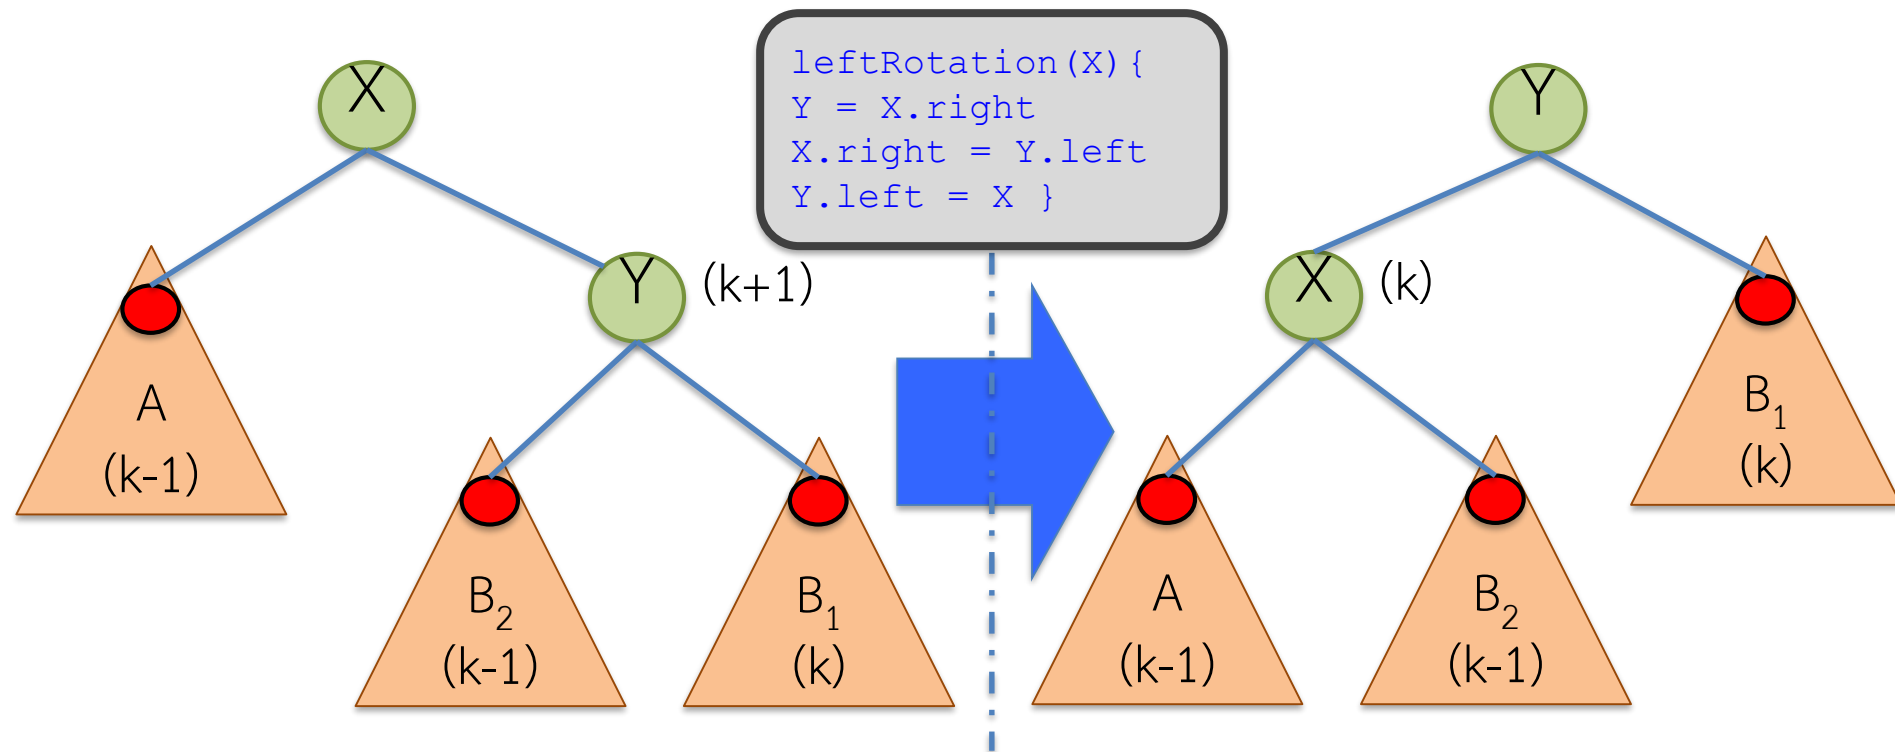 X
Y (k+1)
A
(k-1)
B2
(k-1)
B1
(k)
leftRotation(X){
Y = X.right
X.right = Y.left
Y.left = X }
Y
X (k)
B1
(k)
A
(k-1)
B2
(k-1)